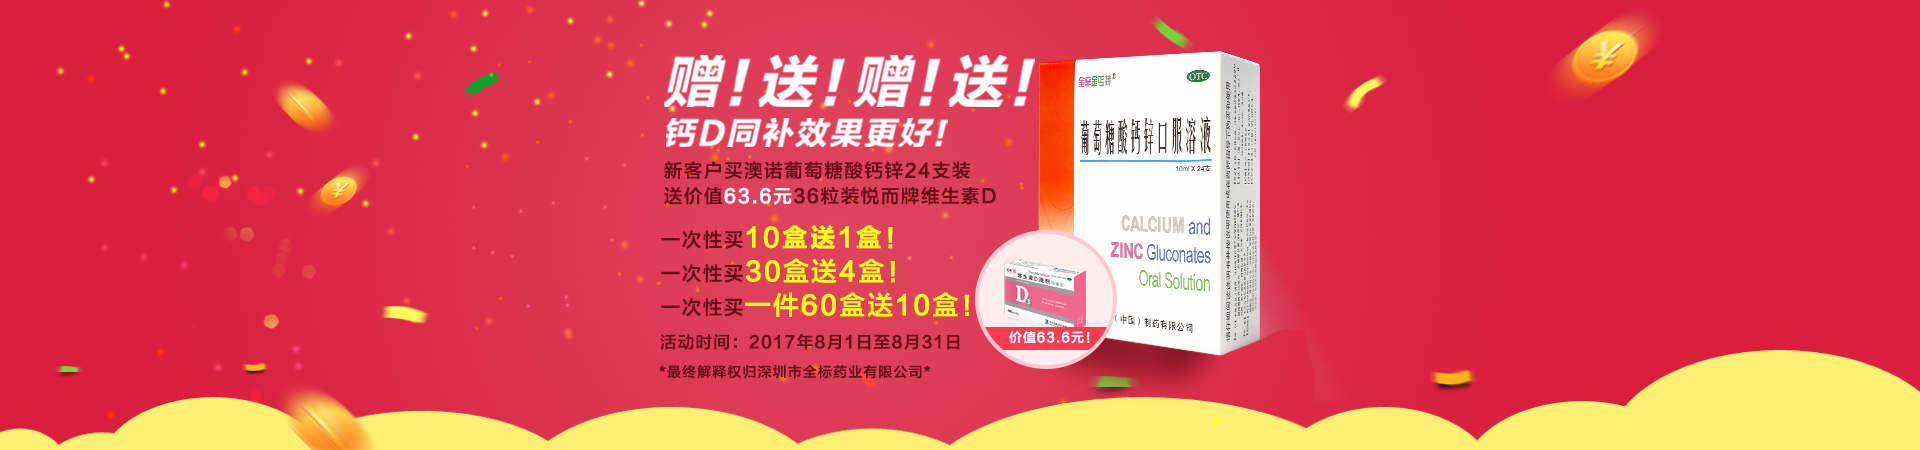 赠！送！赠！送！
钙D同补效果更好！
新客户买澳诺葡萄糖酸钙锌24支装
送价值63.6元36粒装悦而牌维生素D
一次性买10盒送1盒！
一次性买30盒送4盒！
一次性买一件60盒送10盒！
活动时间：2017年8月1日至8月31日
*最终解释权归深圳市全标药业有限公司*
OTC
葡萄糖酸钙锌口服溶液
10ml X 24支
CALCIUM and
ZINC Gluconates
Oral Solution
（中国）制药有限公司
D3
价值63.6元！